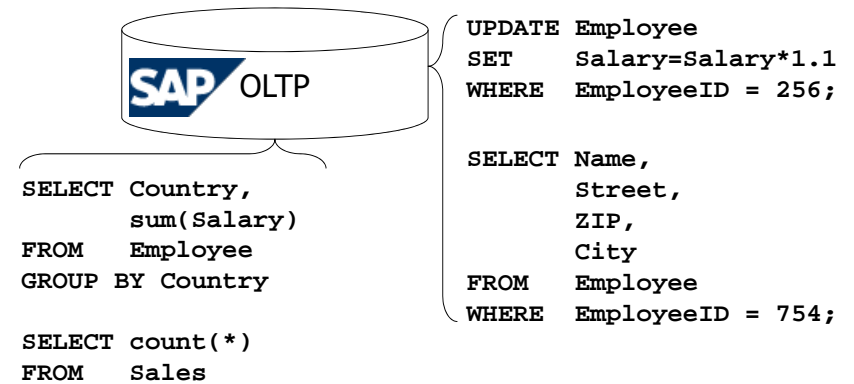 SAP OLTP
UPDATE Employee
SET Salary=Salary*1.1
WHERE EmployeeID = 256;
SELECT Name,
Street,
ZIP,
City
FROM Employee
WHERE EmployeeID = 754;
SELECT Country,
sum(Salary)
FROM Employee
GROUP BY Country
SELECT count(*)
FROM Sales